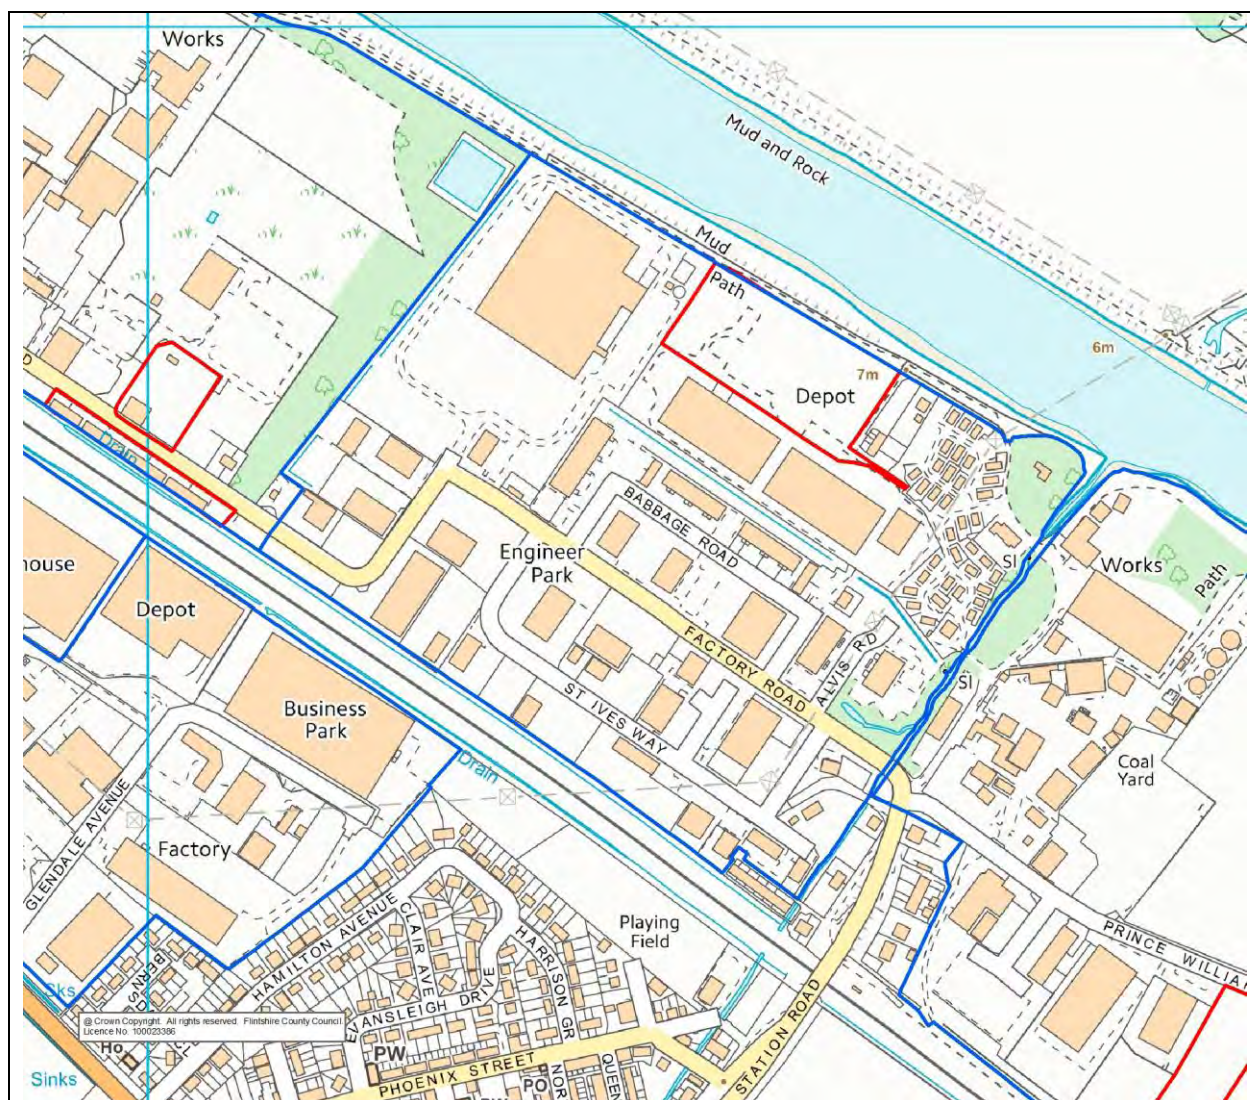 Works
Mud and Rock
Mud
Path
6m
7m
Depot
Drain
BABBAGE ROAD
Engineer
Park
Sl
Works
Path
house
Depot
FACTORY ROAD
ALVIS RD
Sl
ST IVES WAY
Business
Park
Drain
Coal
Yard
GLENDALE AVENUE
Factory
HAMILTON AVENUE
CLAIR AVE
HARRISON GR
Playing
Field
PRINCE WILLIA
EVANSLEIGH DRIVE
Sks
@ Crown Copyright. All rights reserved. Flintshire County Council.
Licence No. 100023386
Ho
Sinks
PW
PHOENIX STREET
PO
NOR
QUEEN
STATION ROAD